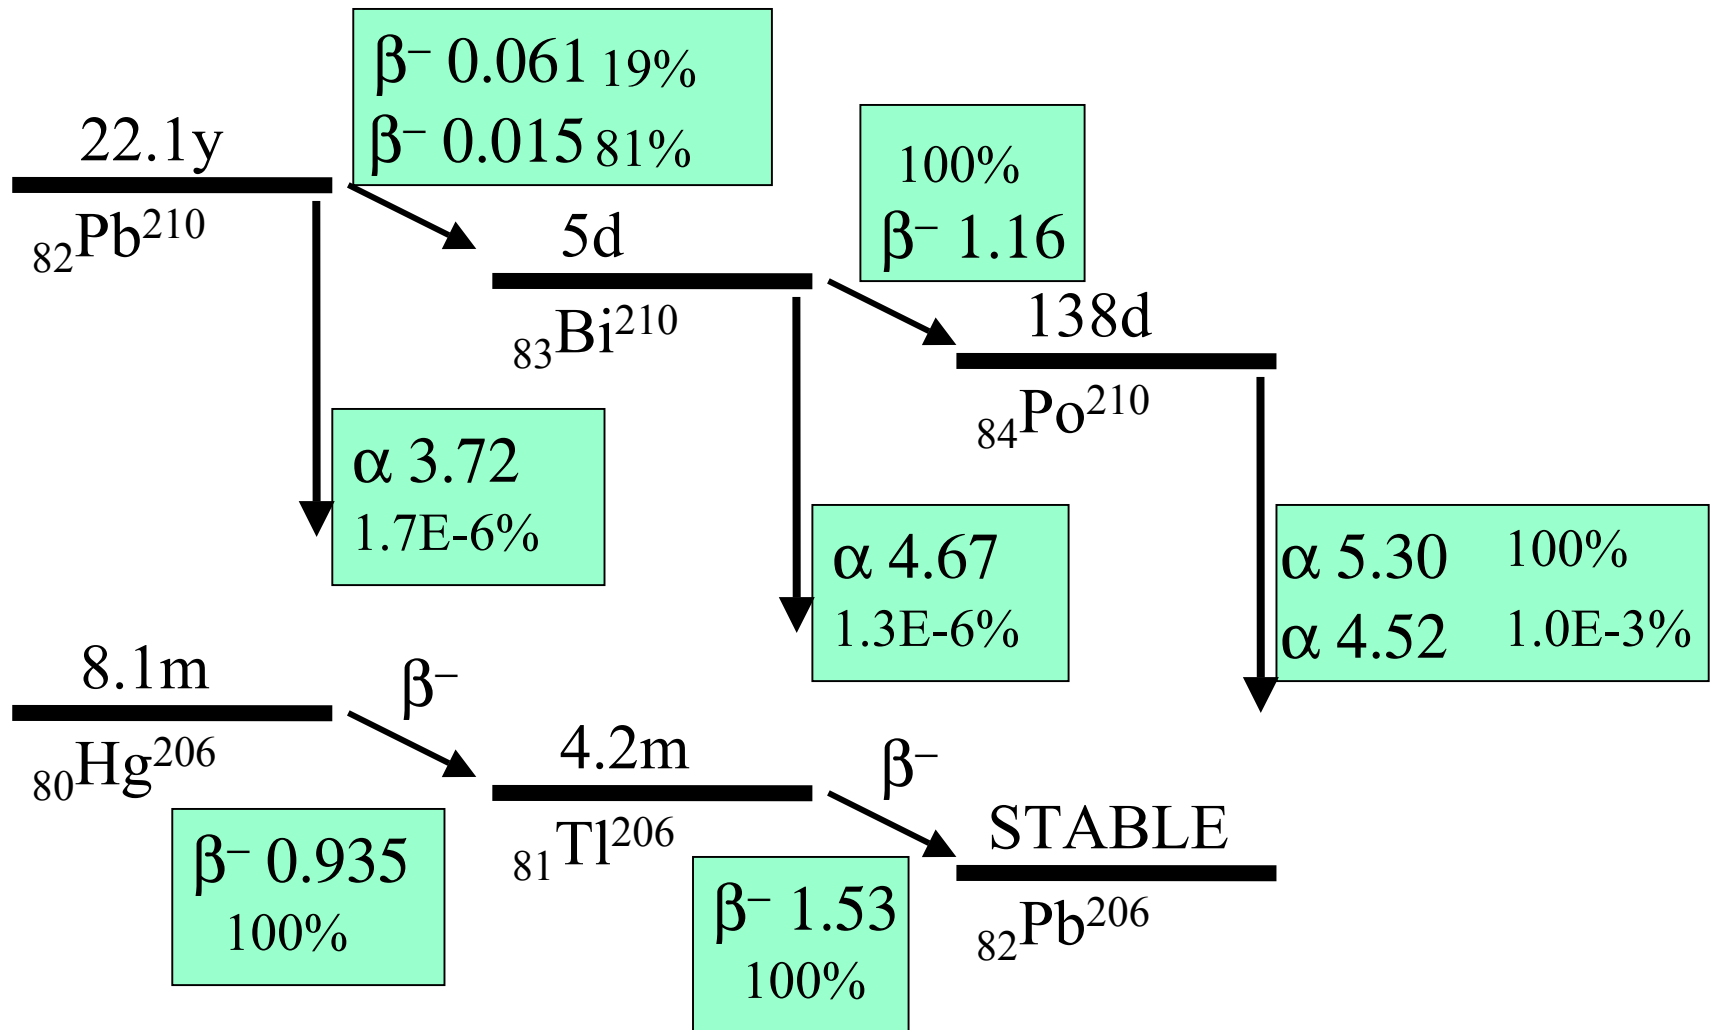 β⁻ 0.061 19%
β⁻ 0.015 81%
22.1y
₈₂Pb²¹⁰
100%
β⁻ 1.16
5d
₈₃Bi²¹⁰
138d
₈₄Po²¹⁰
α 3.72
1.7E-6%
α 4.67
1.3E-6%
α 5.30 100%
α 4.52 1.0E-3%
8.1m
β⁻
₈₀Hg²⁰⁶
4.2m
β⁻
₈₁Tl²⁰⁶
STABLE
₈₂Pb²⁰⁶
β⁻ 0.935
100%
β⁻ 1.53
100%